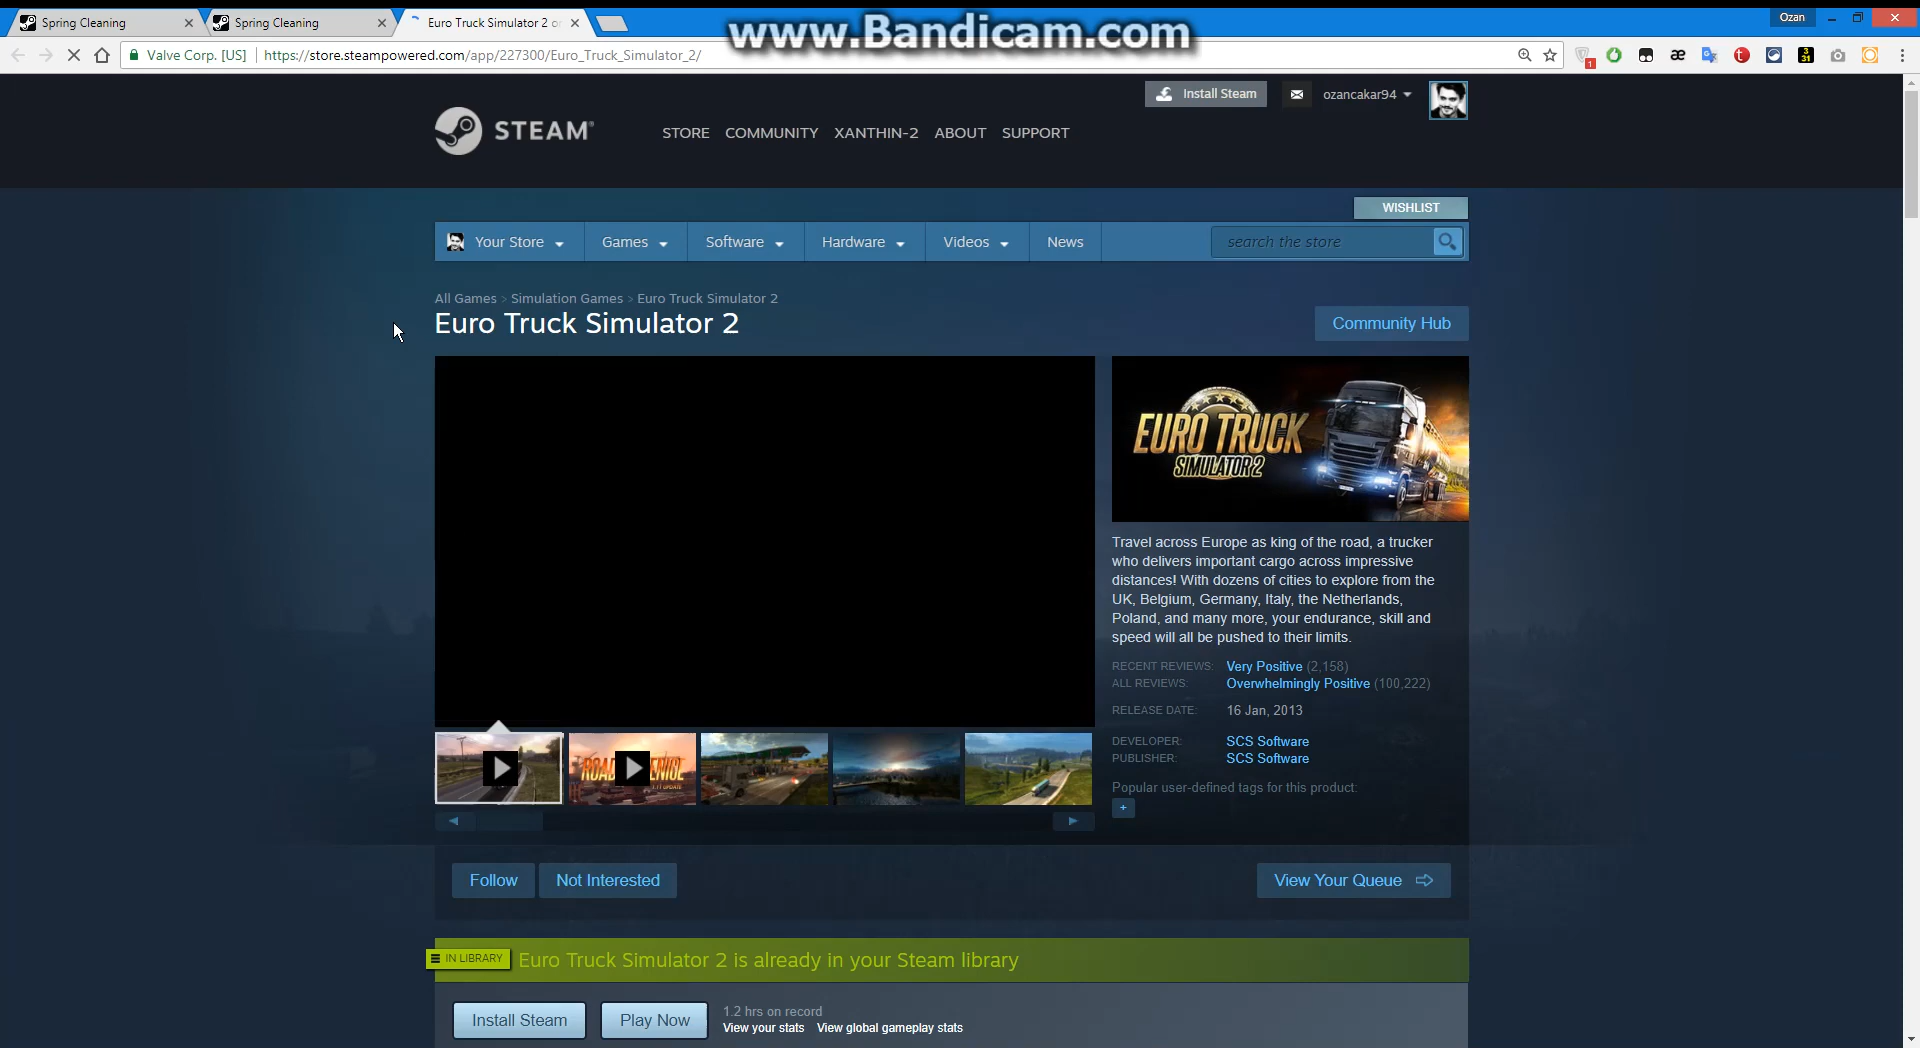 Spring Cleaning
Spring Cleaning
Euro Truck Simulator 2 o
www.Bandicam.com
Ozan
Valve Corp. [US]
https://store.steampowered.com/app/227300/Euro_Truck_Simulator_2/
Install Steam
ozancakar94
STEAM
STORE COMMUNITY XANTHIN-2 ABOUT SUPPORT
WISHLIST
Your Store Games Software Hardware Videos News
search the store
All Games > Simulation Games > Euro Truck Simulator 2
Euro Truck Simulator 2
Community Hub
EURO TRUCK
SIMULATOR 2
Travel across Europe as king of the road, a trucker
who delivers important cargo across impressive
distances! With dozens of cities to explore from the
UK, Belgium, Germany, Italy, the Netherlands,
Poland, and many more, your endurance, skill and
speed will all be pushed to their limits.
RECENT REVIEWS: Very Positive (2,158)
ALL REVIEWS: Overwhelmingly Positive (100,222)
RELEASE DATE: 16 Jan, 2013
DEVELOPER: SCS Software
PUBLISHER: SCS Software
Popular user-defined tags for this product:
+
Follow
Not Interested
View Your Queue
IN LIBRARY
Euro Truck Simulator 2 is already in your Steam library
Install Steam
Play Now
1.2 hrs on record
View your stats View global gameplay stats